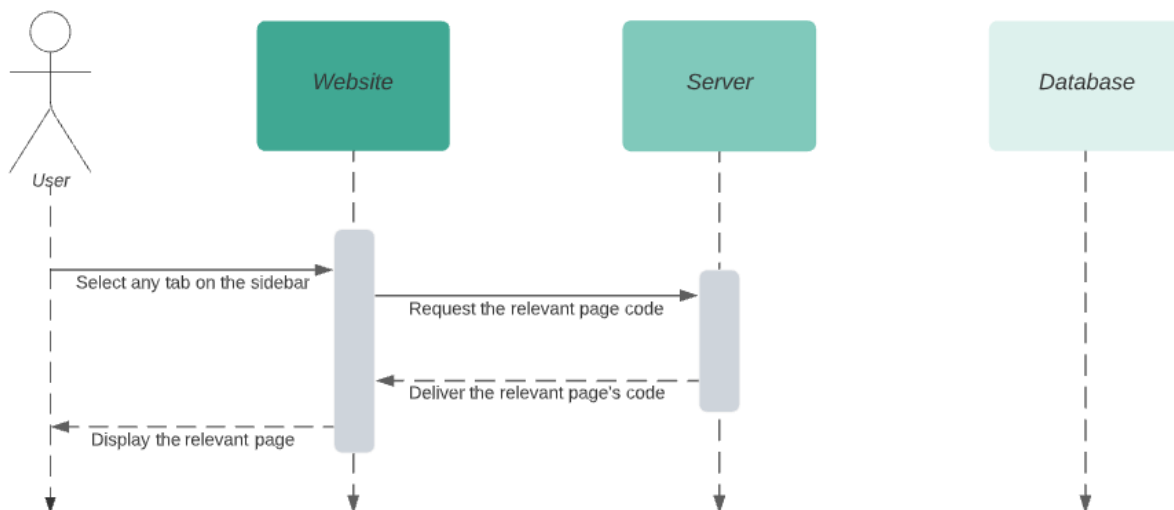 Website
Server
Database
User
Select any tab on the sidebar
Request the relevant page code
Deliver the relevant page's code
Display the relevant page